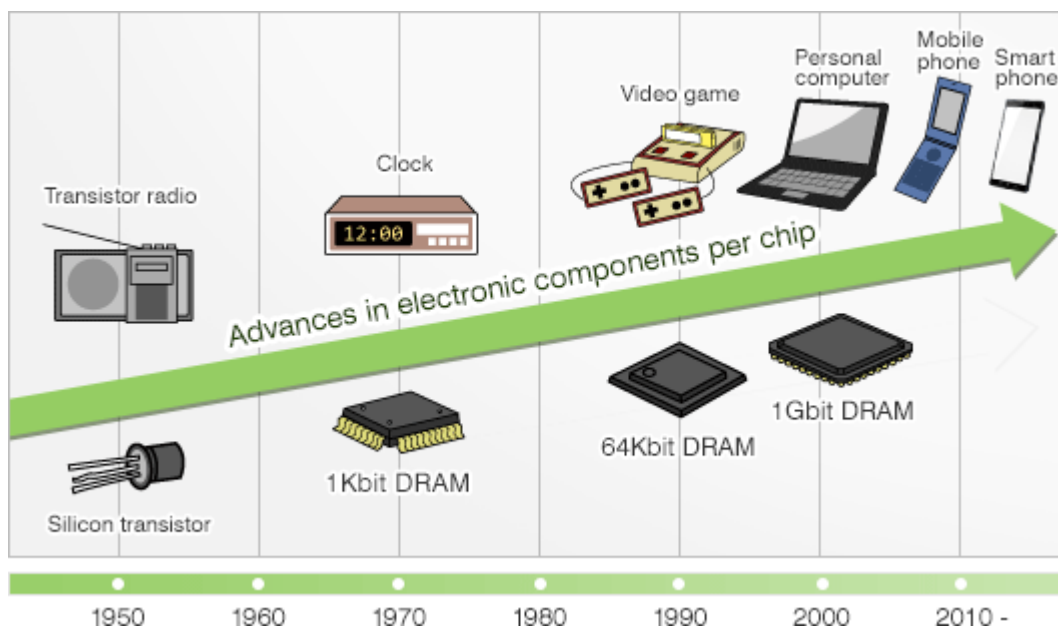 Mobile
phone
Smart
phone
Personal
computer
Video game
Clock
Transistor radio
12:00
Advances in electronic components per chip
1Gbit DRAM
64Kbit DRAM
1Kbit DRAM
Silicon transistor
1950 1960 1970 1980 1990 2000 2010 -